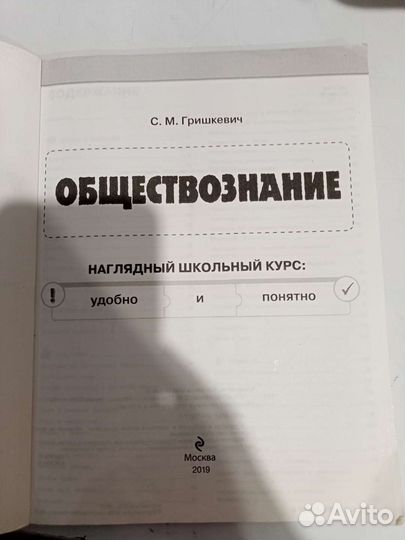 С. М. Гришкевич
ОБЩЕСТВОЗНАНИЕ
НАГЛЯДНЫЙ ШКОЛЬНЫЙ КУРС:
! удобно и понятно
Москва
2019
Avito